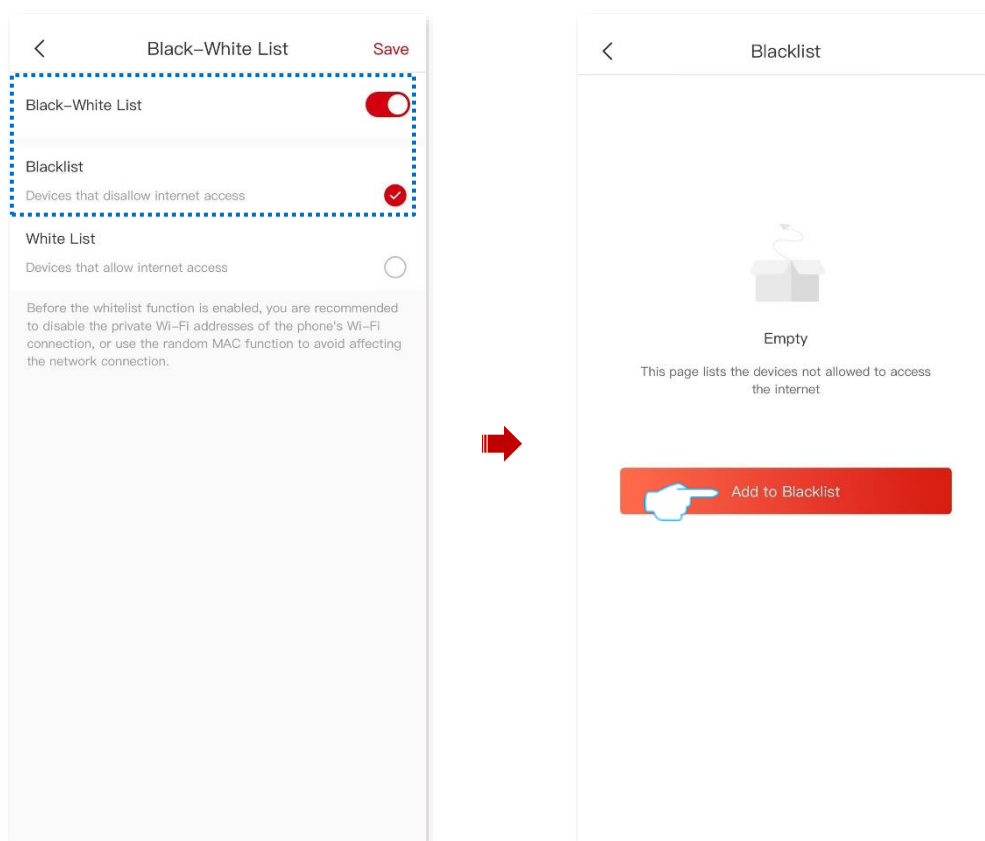 Black-White List
Save
Black-White List
Blacklist
Devices that disallow internet access
White List
Devices that allow internet access
Before the whitelist function is enabled, you are recommended
to disable the private Wi-Fi addresses of the phone's Wi-Fi
connection, or use the random MAC function to avoid affecting
the network connection.
Blacklist
Empty
This page lists the devices not allowed to access
the internet
Add to Blacklist